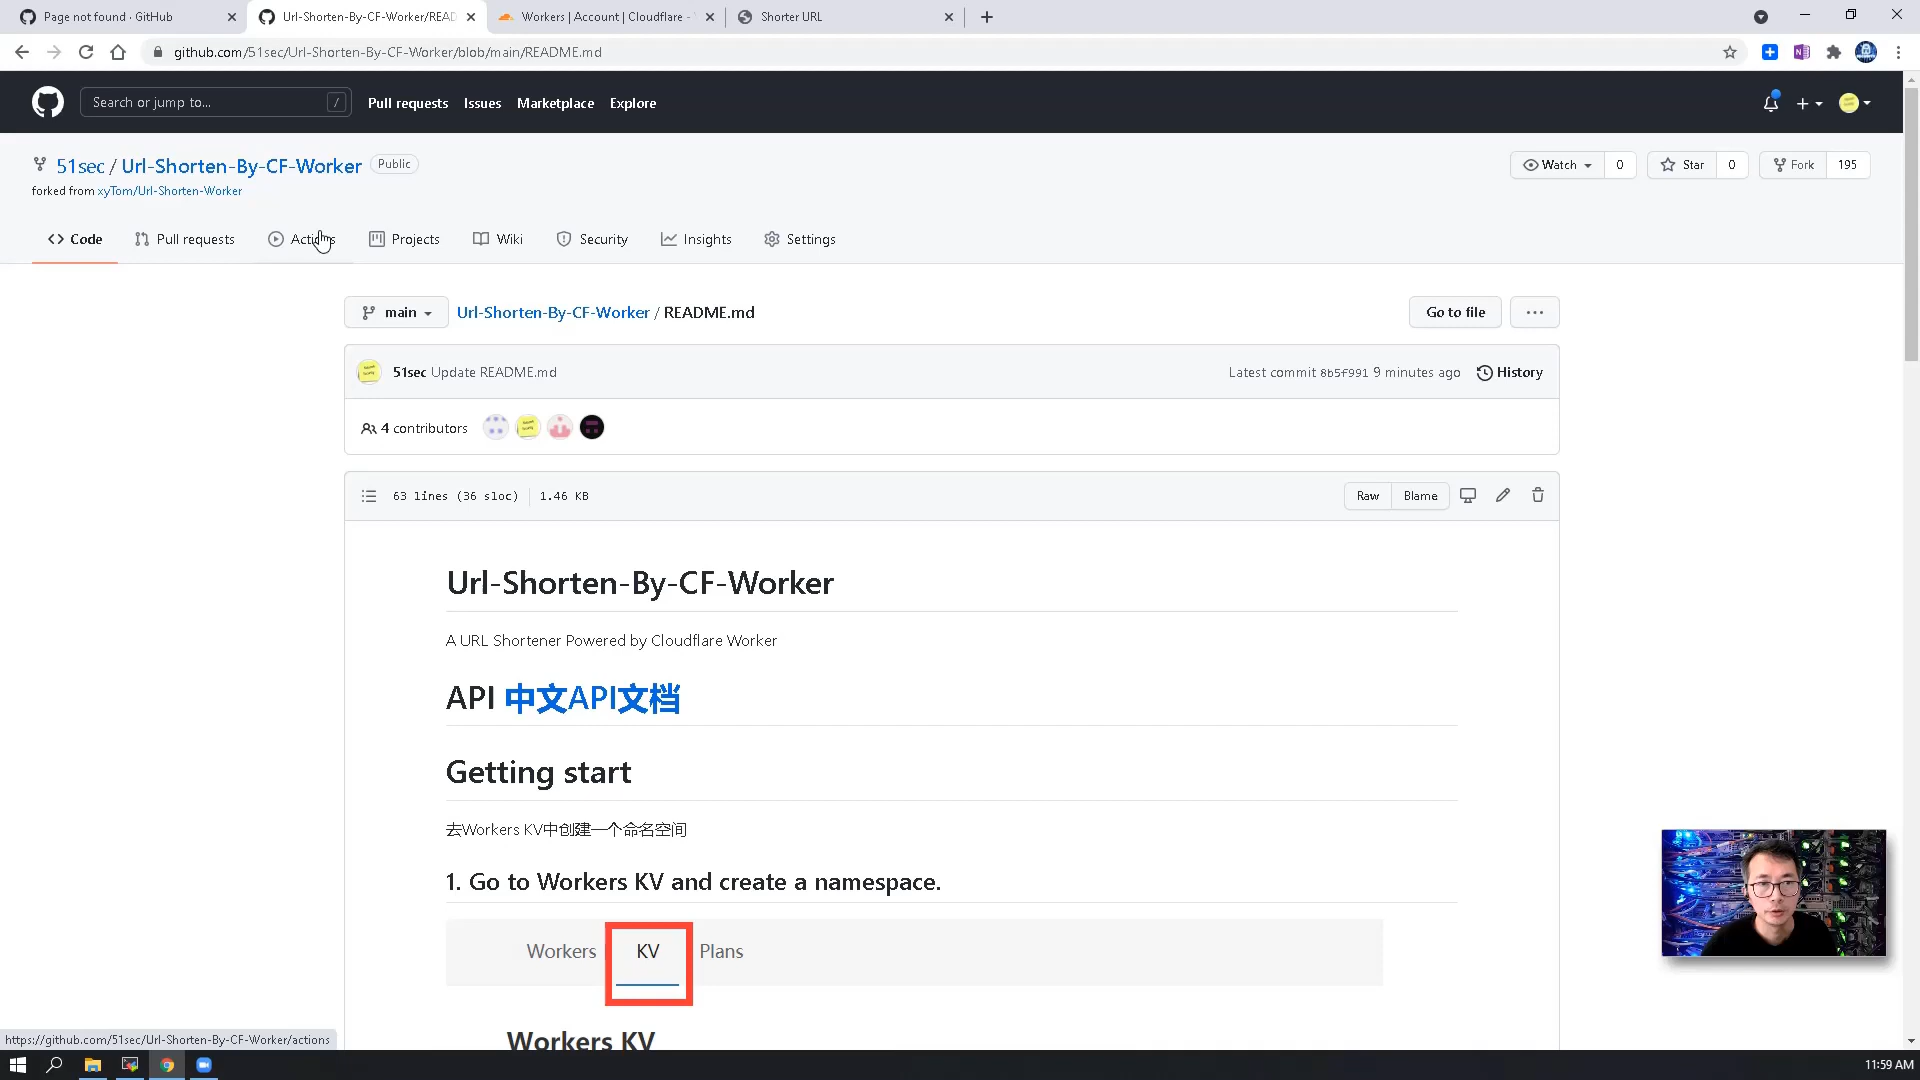 Page not found · GitHub
Url-Shorten-By-CF-Worker/READ
Workers | Account | Cloudflare -
Shorter URL
github.com/51sec/Url-Shorten-By-CF-Worker/blob/main/README.md
Search or jump to...
/
Pull requests
Issues
Marketplace
Explore
51sec / Url-Shorten-By-CF-Worker
Public
Watch
0
Star
0
Fork
195
forked from xyTom/Url-Shorten-Worker
Code
Pull requests
Actions
Projects
Wiki
Security
Insights
Settings
main
Url-Shorten-By-CF-Worker / README.md
Go to file
51sec Update README.md
Latest commit 8b5f991 9 minutes ago
History
4 contributors
63 lines (36 sloc)
1.46 KB
Raw
Blame
Url-Shorten-By-CF-Worker
A URL Shortener Powered by Cloudflare Worker
API 中文API文档
Getting start
去Workers KV中创建一个命名空间
1. Go to Workers KV and create a namespace.
Workers
KV
Plans
Workers KV
https://github.com/51sec/Url-Shorten-By-CF-Worker/actions
11:59 AM